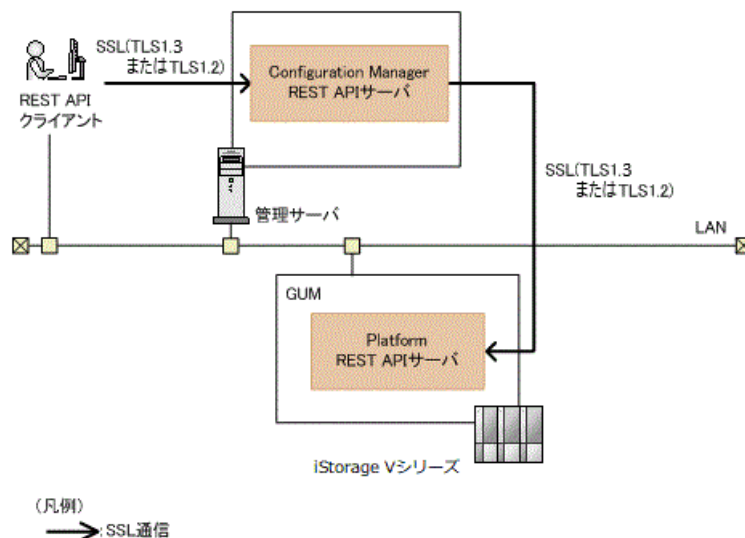 SSL(TLS1.3
またはTLS1.2)
Configuration Manager
REST APIサーバ
REST API
クライアント
SSL(TLS1.3
またはTLS1.2)
管理サーバ
LAN
GUM
Platform
REST APIサーバ
iStorage Vシリーズ
(凡例)
:SSL通信